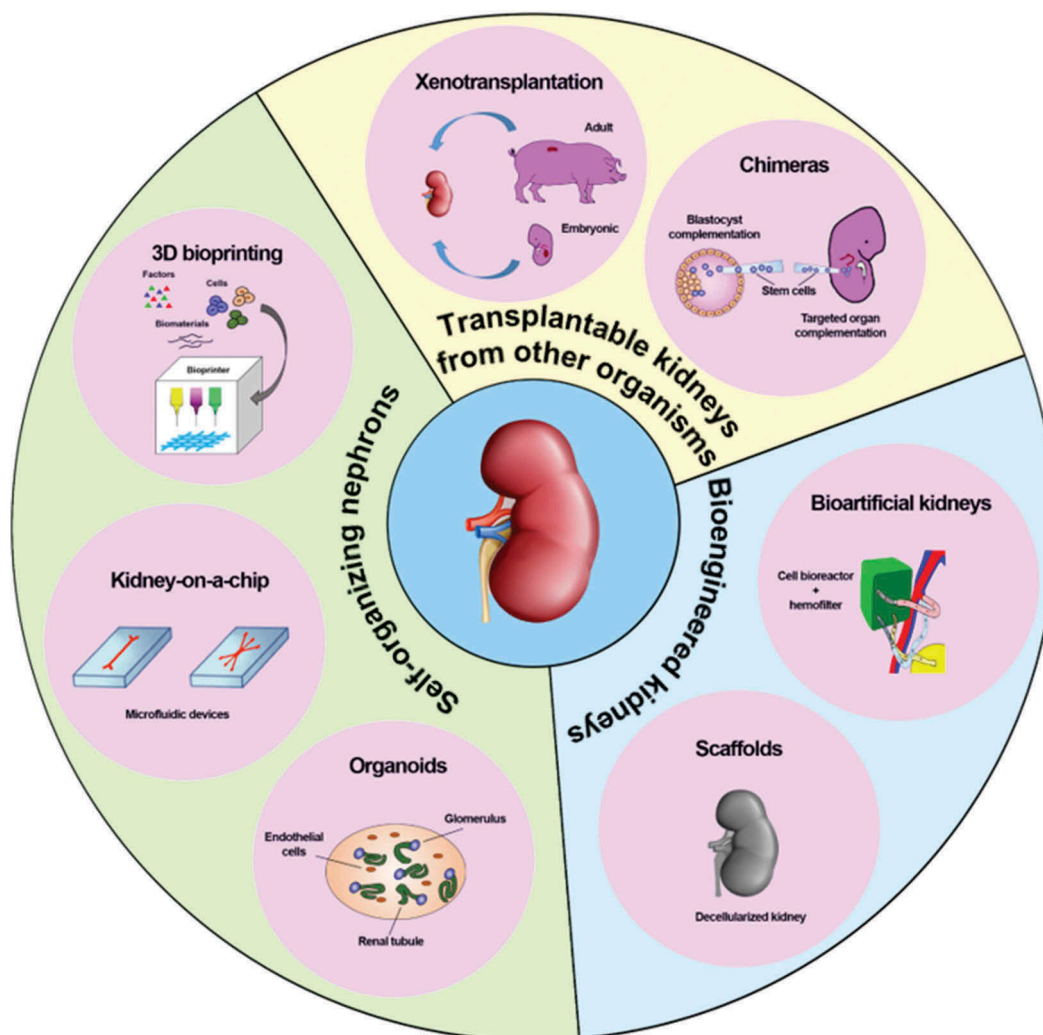 Xenotransplantation
Adult
Embryonic
Chimeras
Blastocyst
complementation
Stem cells
Targeted organ
complementation
Transplantable kidneys
from other organisms
3D bioprinting
Factors
Cells
Biomaterials
Bioprinter
Kidney-on-a-chip
Microfluidic devices
Organoids
Endothelial
cells
Glomerulus
Renal tubule
Self-organizing nephrons
Bioartificial kidneys
Cell bioreactor
+
hemofilter
Scaffolds
Decellularized kidney
Bioengineered kidneys